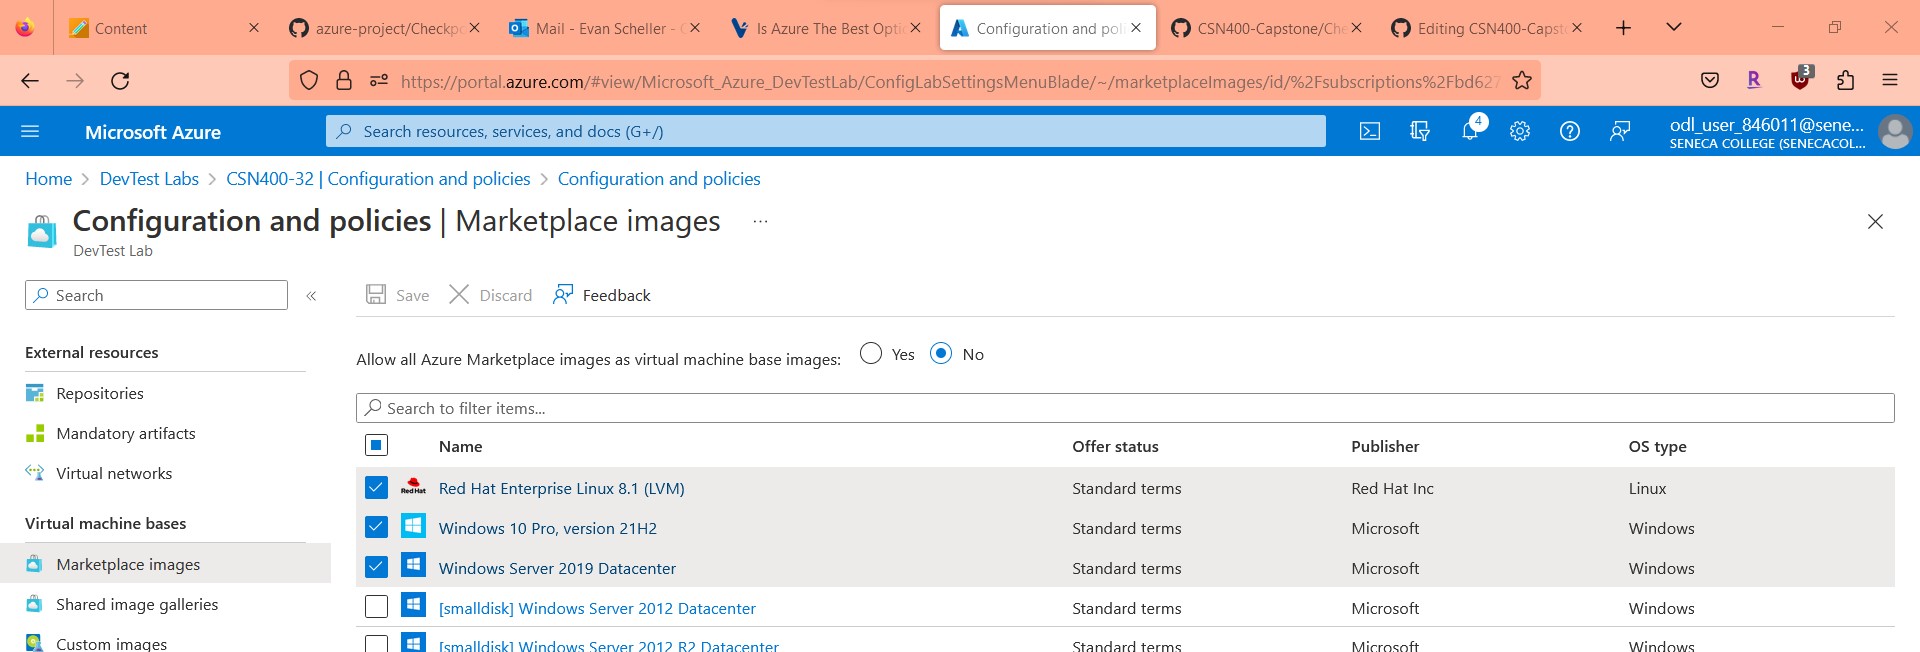 Content
azure-project/Checkp
Mail - Evan Scheller -
Is Azure The Best Opti
Configuration and poli
CSN400-Capstone/Che
Editing CSN400-Capst
https://portal.azure.com/#view/Microsoft_Azure_DevTestLab/ConfigLabSettingsMenuBlade/~/marketplaceImages/id/%2Fsubscriptions%2Fbd627
3
Microsoft Azure
Search resources, services, and docs (G+/)
4
odl_user_846011@sene...
SENECA COLLEGE (SENECACOL...
Home > DevTest Labs > CSN400-32 | Configuration and policies > Configuration and policies
Configuration and policies | Marketplace images ...
DevTest Lab
Search
«
Save
Discard
Feedback
External resources
Repositories
Mandatory artifacts
Virtual networks
Virtual machine bases
Marketplace images
Shared image galleries
Custom images
Allow all Azure Marketplace images as virtual machine base images: Yes No
Search to filter items...
Name Offer status Publisher OS type
Red Hat Red Hat Enterprise Linux 8.1 (LVM) Standard terms Red Hat Inc Linux
Windows 10 Pro, version 21H2 Standard terms Microsoft Windows
Windows Server 2019 Datacenter Standard terms Microsoft Windows
[smalldisk] Windows Server 2012 Datacenter Standard terms Microsoft Windows
[smalldisk] Windows Server 2012 R2 Datacenter Standard terms Microsoft Windows